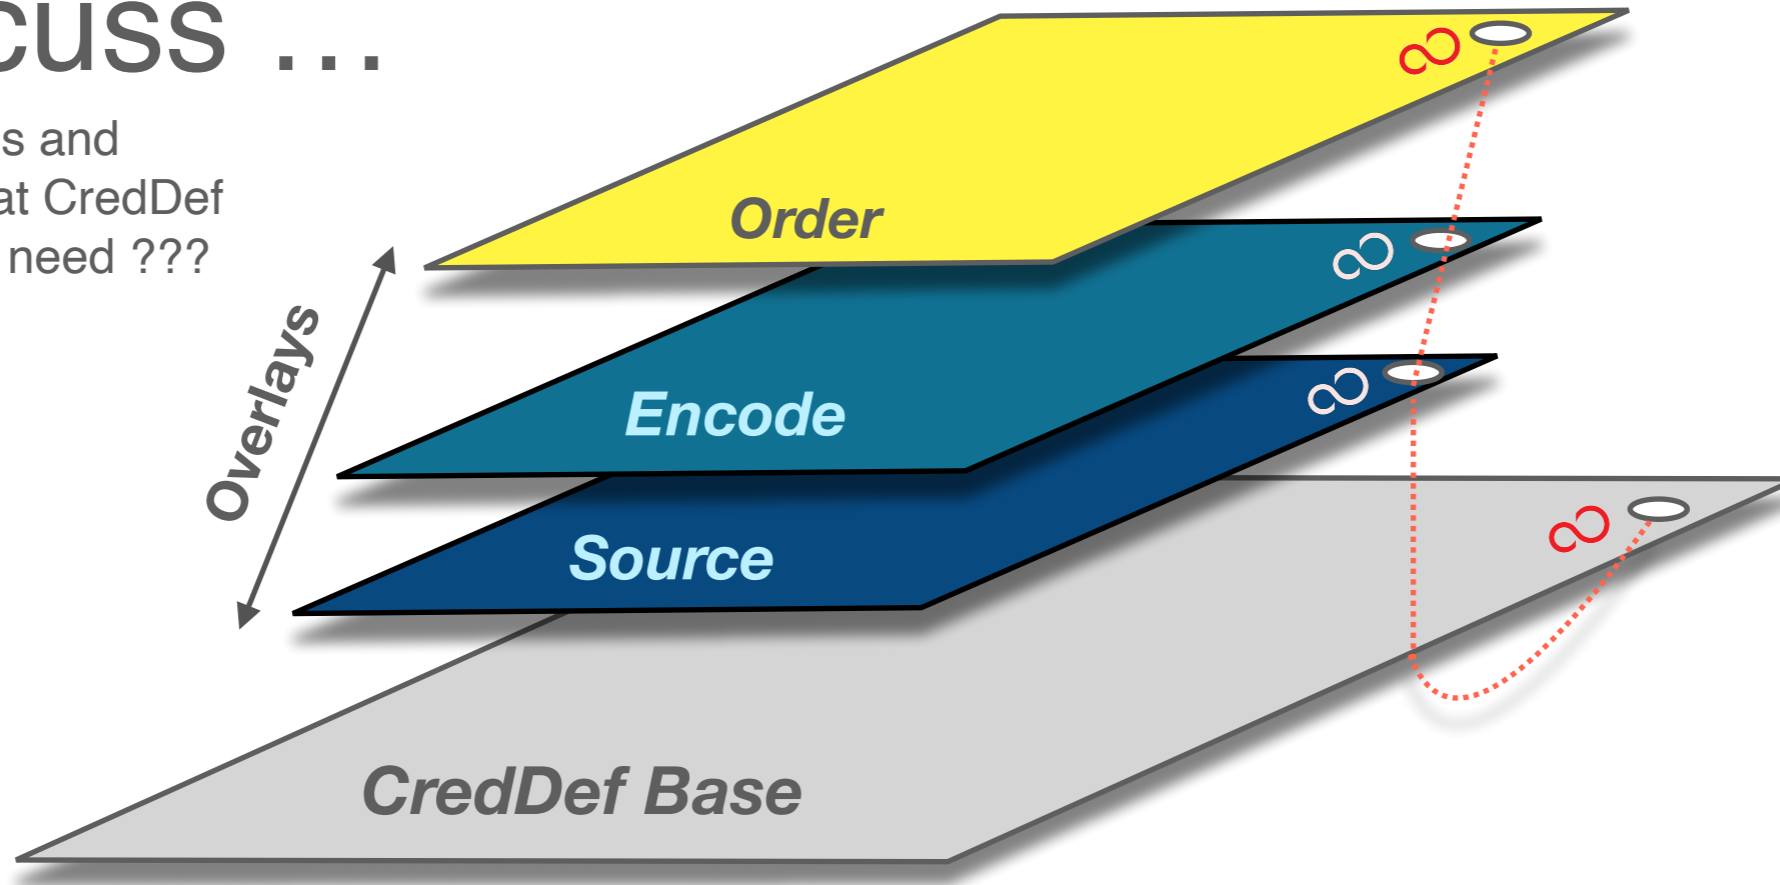 cuss ...
s and
at CredDef
need ???
Order
∞
Encode
∞
Overlays
Source
∞
∞
CredDef Base